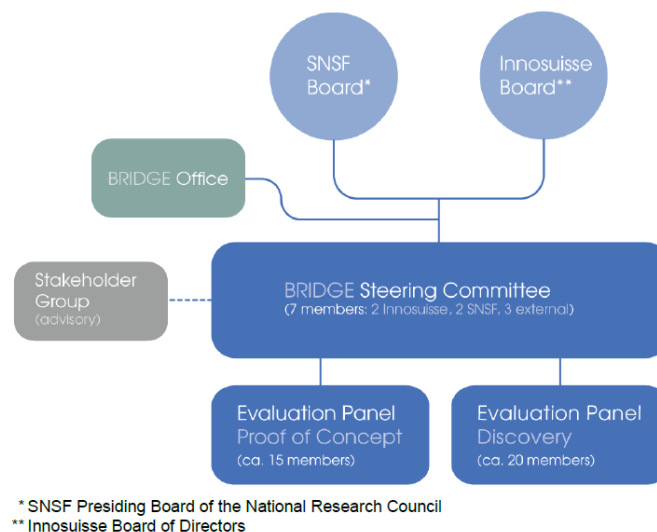 SNSF
Board*
Innosuisse
Board**
BRIDGE Office
Stakeholder
Group
(advisory)
BRIDGE Steering Committee
(7 members: 2 Innosuisse, 2 SNSF, 3 external)
Evaluation Panel
Proof of Concept
(ca. 15 members)
Evaluation Panel
Discovery
(ca. 20 members)
* SNSF Presiding Board of the National Research Council
** Innosuisse Board of Directors